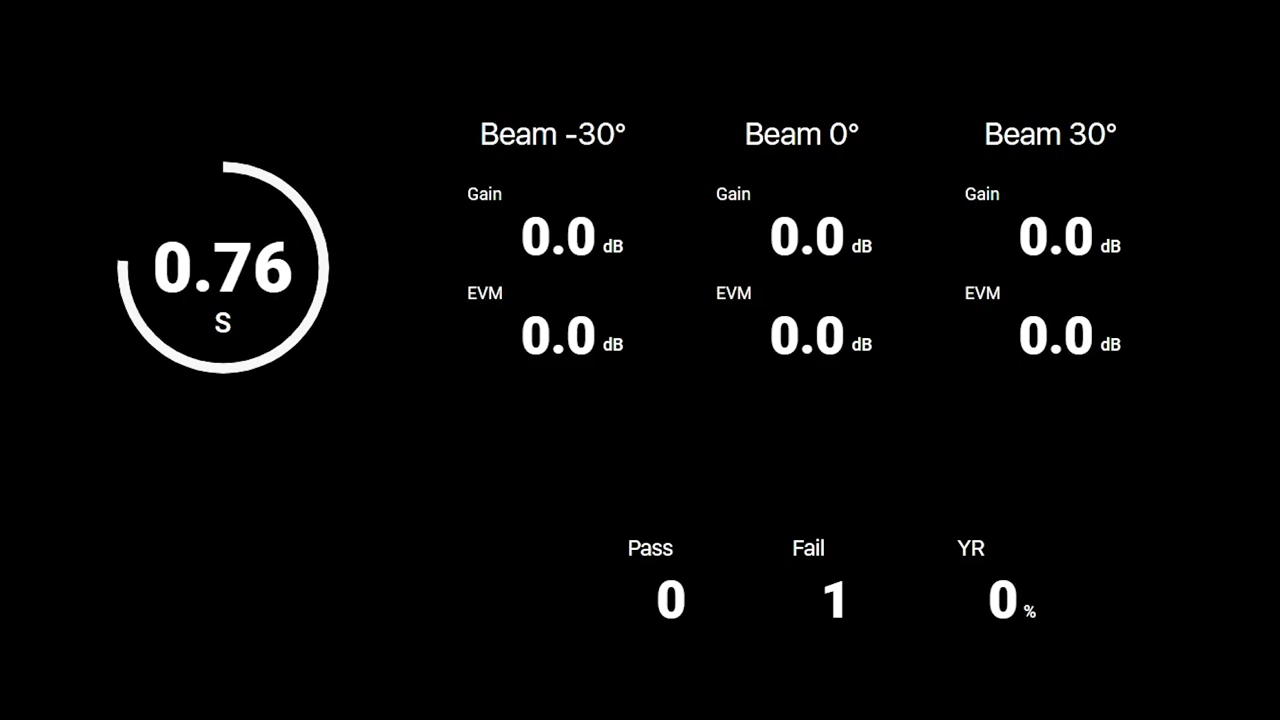 Beam -30° Beam 0° Beam 30°
Gain Gain Gain
0.0 dB 0.0 dB 0.0 dB
0.76
S
EVM EVM EVM
0.0 dB 0.0 dB 0.0 dB
Pass Fail YR
0 1 0 %